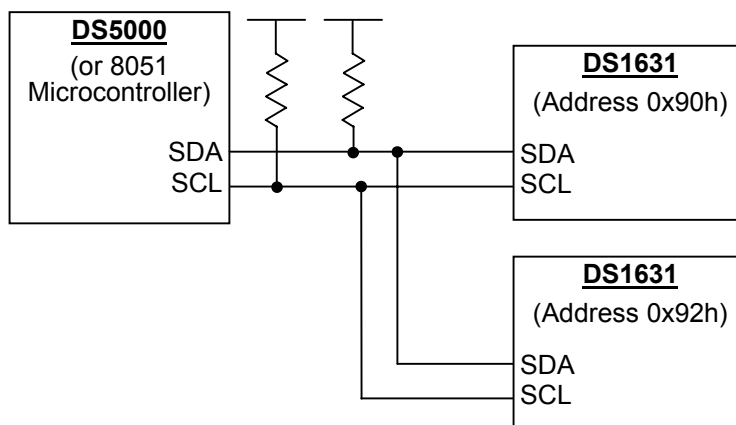 DS5000
(or 8051
Microcontroller)
SDA
SCL
DS1631
(Address 0x90h)
SDA
SCL
DS1631
(Address 0x92h)
SDA
SCL